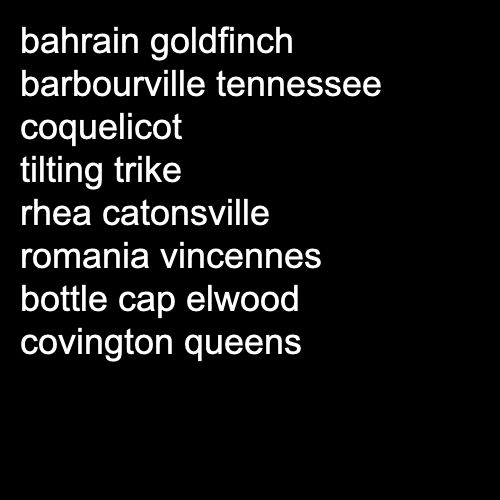 bahrain goldfinch
barbourville tennessee
coquelicot
tilting trike
rhea catonsville
romania vincennes
bottle cap elwood
covington queens